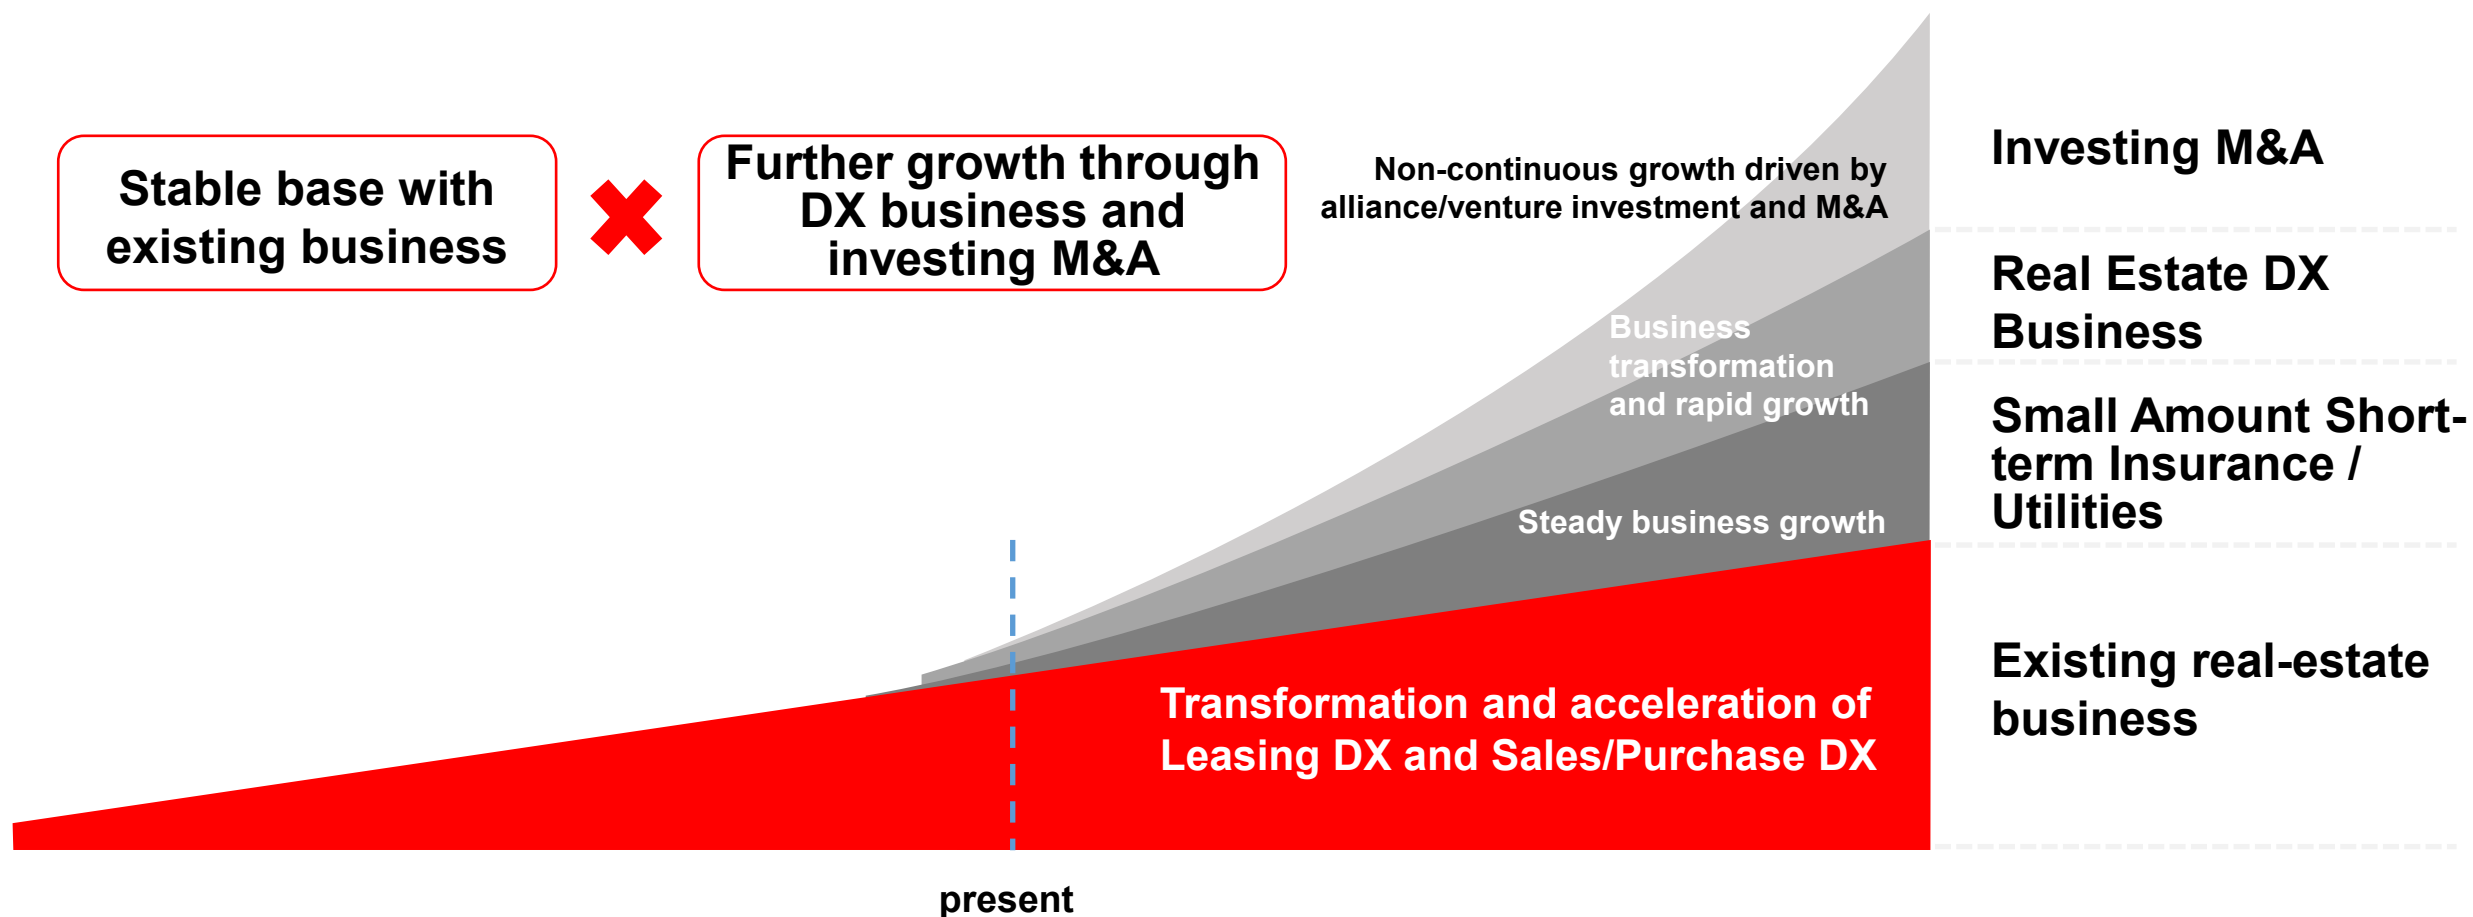 Stable base with
existing business
Further growth through
DX business and
investing M&A
Non-continuous growth driven by
alliance/venture investment and M&A
Business
transformation
and rapid growth
Steady business growth
Transformation and acceleration of
Leasing DX and Sales/Purchase DX
present
Investing M&A
Real Estate DX
Business
Small Amount Short-
term Insurance /
Utilities
Existing real-estate
business